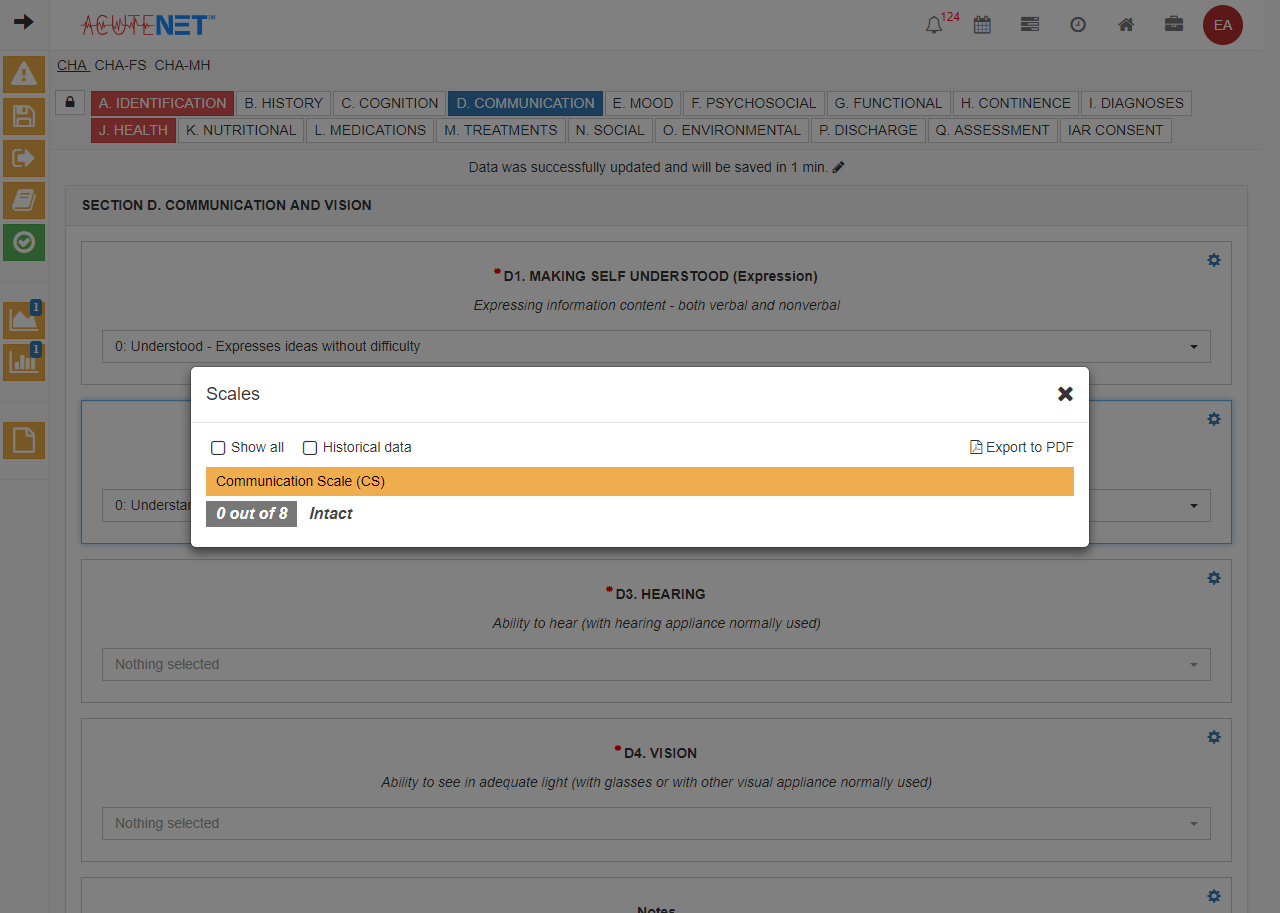 ACUTENET™
124
EA
CHA CHA-FS CHA-MH
A. IDENTIFICATION B. HISTORY C. COGNITION D. COMMUNICATION E. MOOD F. PSYCHOSOCIAL G. FUNCTIONAL H. CONTINENCE I. DIAGNOSES
J. HEALTH K. NUTRITIONAL L. MEDICATIONS M. TREATMENTS N. SOCIAL O. ENVIRONMENTAL P. DISCHARGE Q. ASSESSMENT IAR CONSENT
Data was successfully updated and will be saved in 1 min.
SECTION D. COMMUNICATION AND VISION
* D1. MAKING SELF UNDERSTOOD (Expression)
Expressing information content - both verbal and nonverbal
1
0: Understood - Expresses ideas without difficulty
1
Scales
Show all Historical data Export to PDF
Communication Scale (CS)
0: Understan
0 out of 8 Intact
* D3. HEARING
Ability to hear (with hearing appliance normally used)
Nothing selected
* D4. VISION
Ability to see in adequate light (with glasses or with other visual appliance normally used)
Nothing selected
Notes